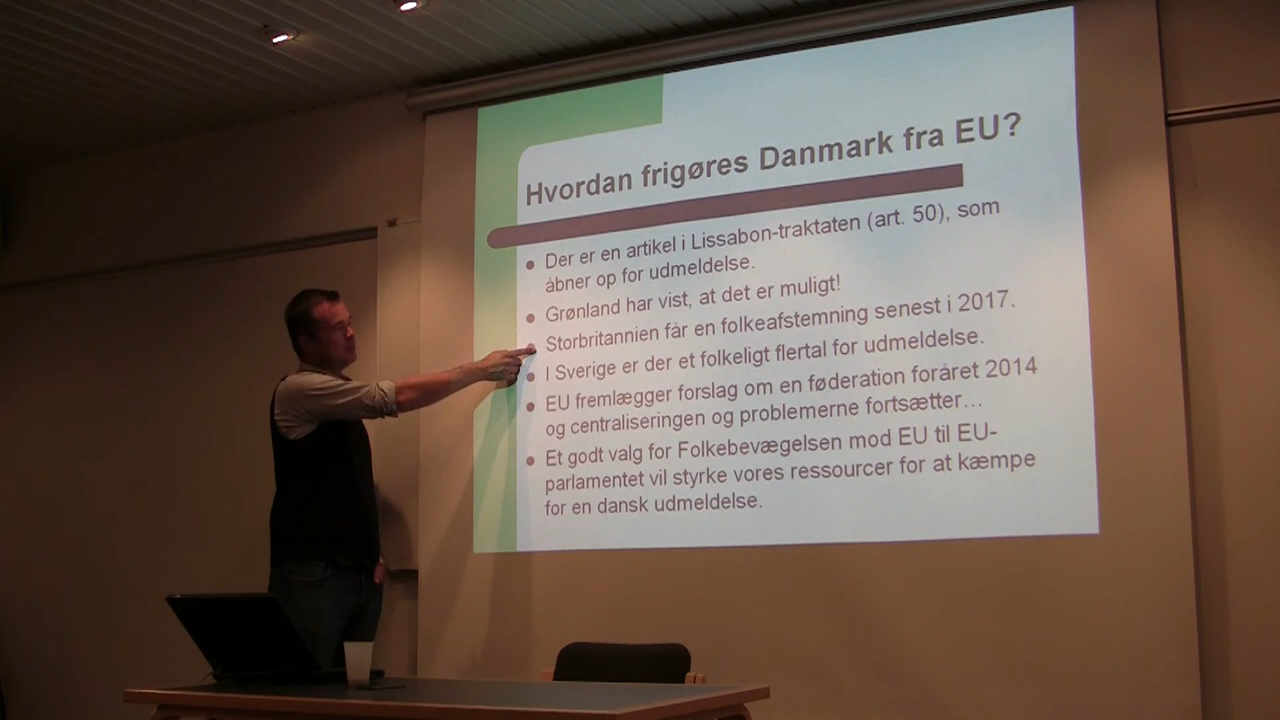 Hvordan frigøres Danmark fra EU?
Der er en artikel i Lissabon-traktaten (art. 50), som
åbner op for udmeldelse.
Grønland har vist, at det er muligt!
Storbritannien får en folkeafstemning senest i 2017.
I Sverige er der et folkeligt flertal for udmeldelse.
EU fremlægger forslag om en føderation foråret 2014
og centraliseringen og problemerne fortsætter…
Et godt valg for Folkebevægelsen mod EU til EU-
parlamentet vil styrke vores ressourcer for at kæmpe
for en dansk udmeldelse.